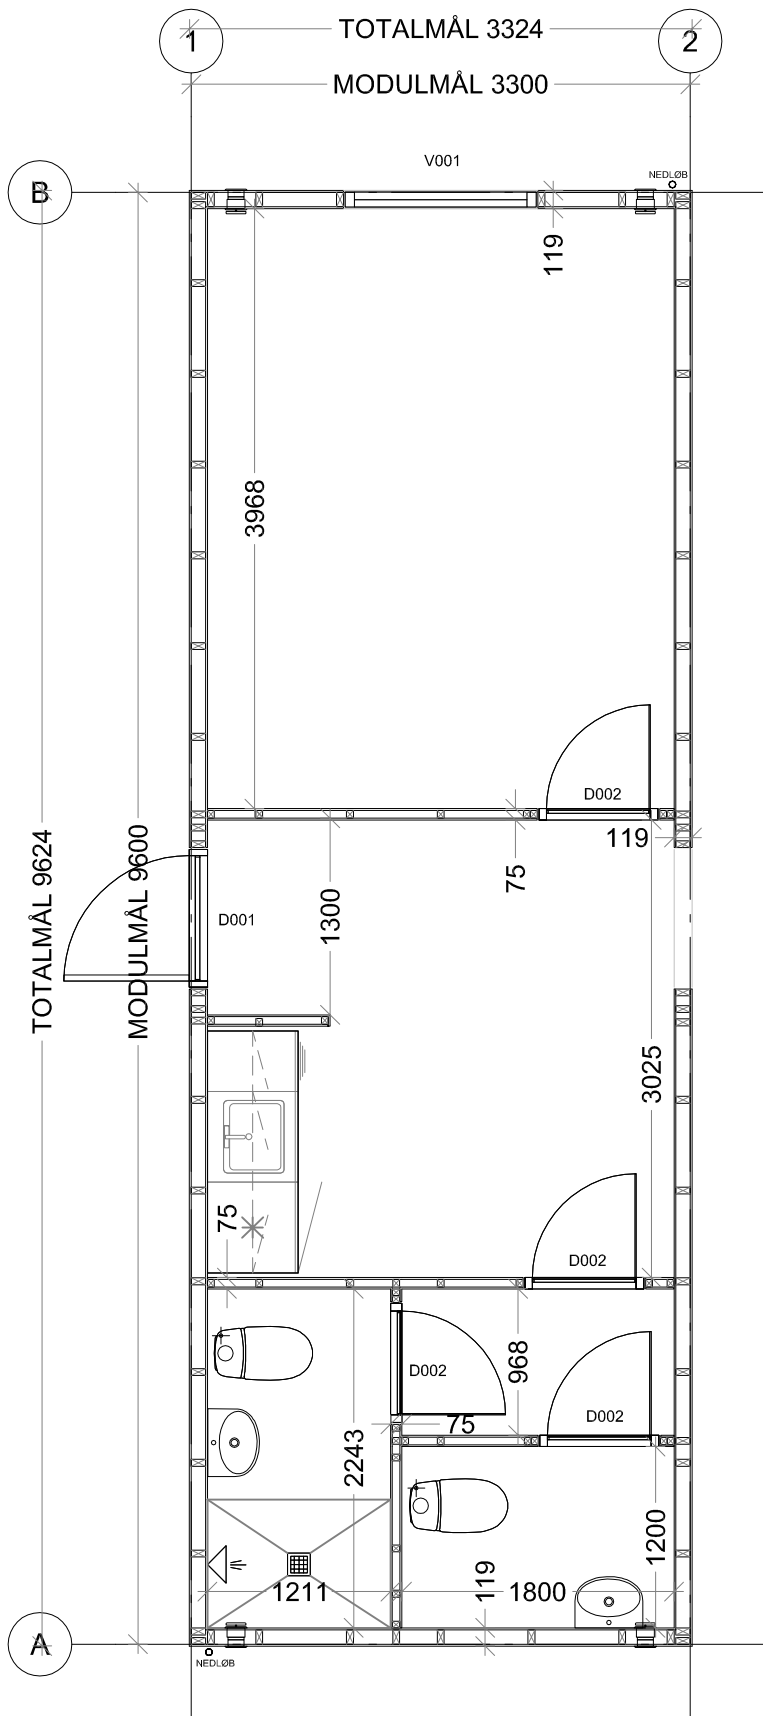 1
TOTALMÅL 3324
2
MODULMÅL 3300
V001
NEDLØB
B
119
3968
D002
119
75
TOTALMÅL 9624
MODULMÅL 9600
D001
1300
3025
75
D002
D002
968
75
D002
2243
1200
1211
119
1800
A
NEDLØB